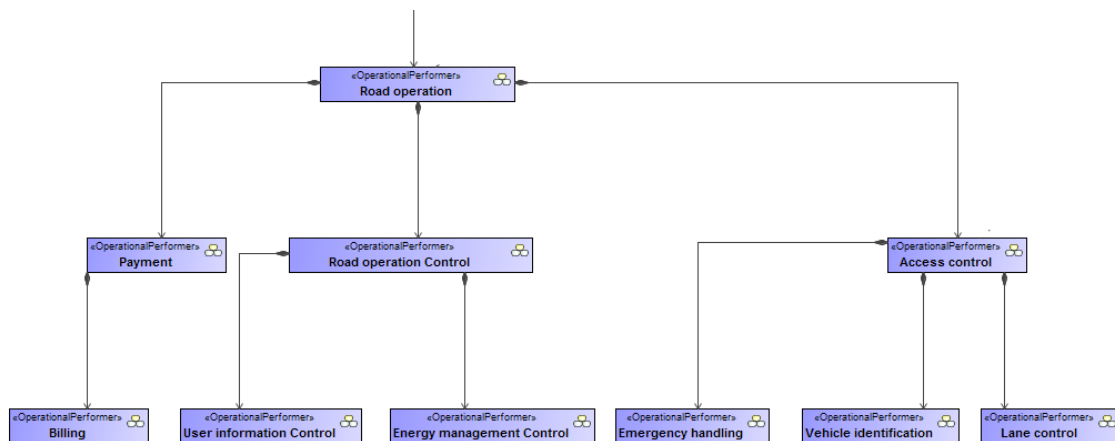 «OperationalPerformer»
Road operation
«OperationalPerformer»
Payment
«OperationalPerformer»
Road operation Control
«OperationalPerformer»
Access control
«OperationalPerformer»
Billing
«OperationalPerformer»
User information Control
«OperationalPerformer»
Energy management Control
«OperationalPerformer»
Emergency handling
«OperationalPerformer»
Vehicle identification
«OperationalPerformer»
Lane control